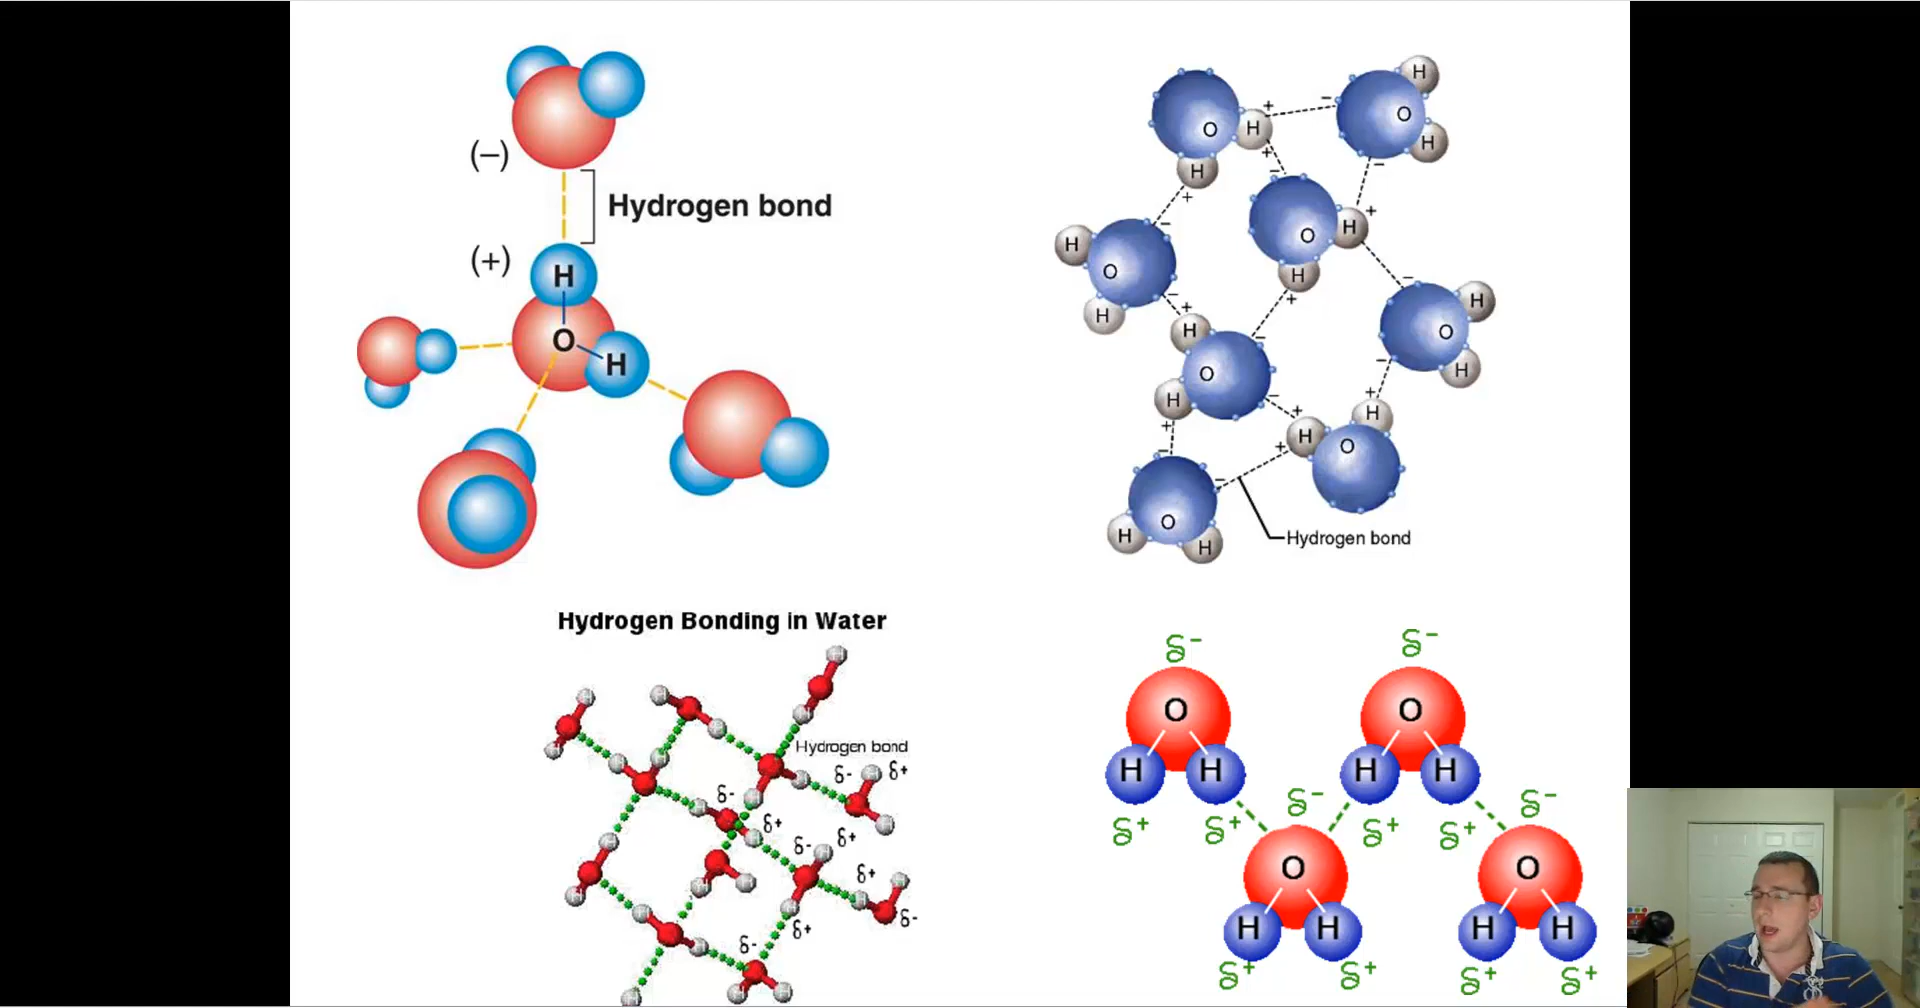 (–)
Hydrogen bond
(+)
H
O
H
H
O H + –
O
H
+ –
+
H
– –
+
H
O
H
+
–
H
O
H
–
+
H
O
H
+
–
–
H
O
H
–
+
H
O
H
–
+
+
–
+
H
H
O
+
–
O
H
H
Hydrogen bond
Hydrogen Bonding in Water
Hydrogen bond
δ- δ+
δ-
δ+ δ+
δ-
δ+
δ+ δ-
δ-
δ- δ-
O O
H H H H
δ- δ-
δ+ δ+ δ+ δ+
O O
H H H H
δ+ δ+ δ+ δ+